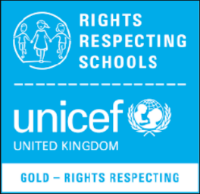 RIGHTS
RESPECTING
SCHOOLS
unicef
UNITED KINGDOM
GOLD – RIGHTS RESPECTING